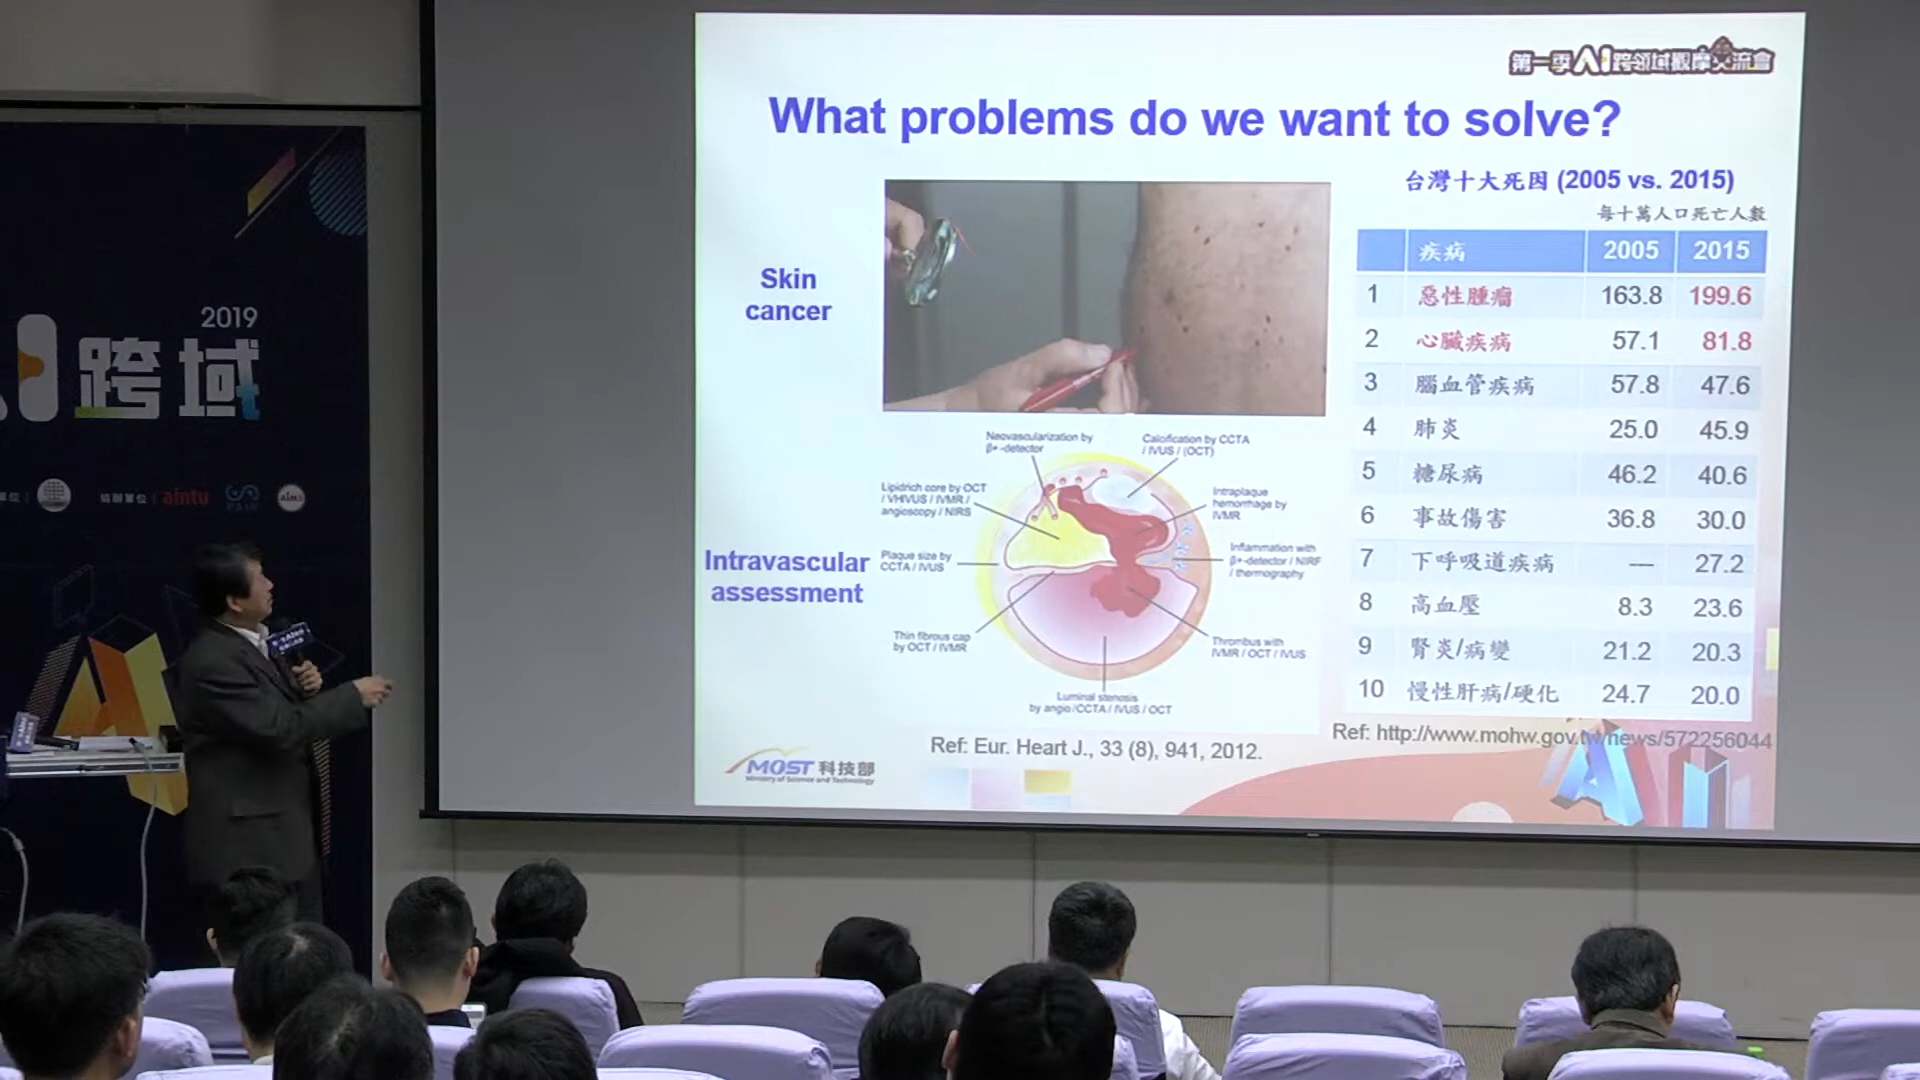 第一季AI跨領域觀摩交流會
What problems do we want to solve?
台灣十大死因 (2005 vs. 2015)
每十萬人口死亡人數
疾病 2005 2015
1 惡性腫瘤 163.8 199.6
2 心臟疾病 57.1 81.8
3 腦血管疾病 57.8 47.6
4 肺炎 25.0 45.9
5 糖尿病 46.2 40.6
6 事故傷害 36.8 30.0
7 下呼吸道疾病 — 27.2
8 高血壓 8.3 23.6
9 腎炎/病變 21.2 20.3
10 慢性肝病/硬化 24.7 20.0
Ref: http://www.mohw.gov.tw/news/572256044
Skin
cancer
Intravascular
assessment
Neovascularization by
β+-detector
Calcification by CCTA
/ IVUS / (OCT)
Lipidrich core by OCT
/ VHIVUS / IVMR /
angioscopy / NIRS
Intraplaque
hemorrhage by
IVMR
Plaque size by
CCTA / IVUS
Inflammation with
β+-detector / NIRF
/ thermography
Thin fibrous cap
by OCT / IVMR
Thrombus with
IVMR / OCT / IVUS
Luminal stenosis
by angio /CCTA / IVUS / OCT
Ref: Eur. Heart J., 33 (8), 941, 2012.
MOST 科技部
Ministry of Science and Technology
2019
AI跨域
協辦單位
aintu
PAIR